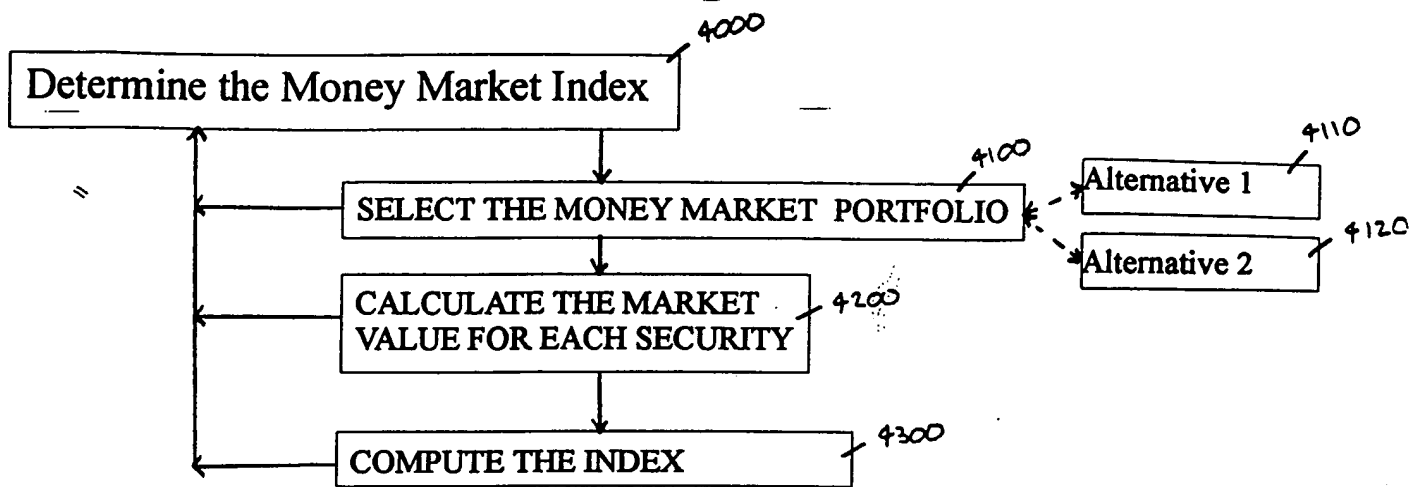 4000
Determine the Money Market Index
4100
4110
Alternative 1
SELECT THE MONEY MARKET PORTFOLIO
4120
Alternative 2
CALCULATE THE MARKET
VALUE FOR EACH SECURITY
4200
4300
COMPUTE THE INDEX